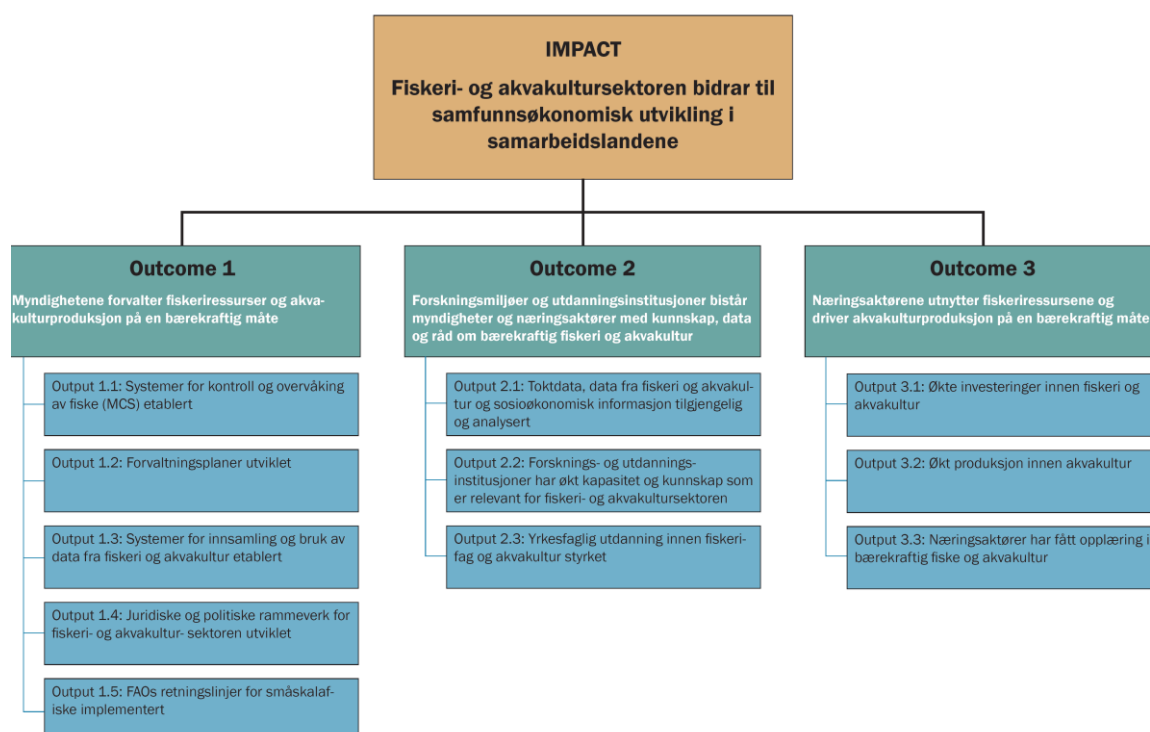 IMPACT
Fiskeri- og akvakultursektoren bidrar til
samfunnsøkonomisk utvikling i
samarbeidslandene
Outcome 1
Myndighetene forvalter fiskeriressurser og akva-
kulturproduksjon på en bærekraftig måte
Output 1.1: Systemer for kontroll og overvåking
av fiske (MCS) etablert
Output 1.2: Forvaltningsplaner utviklet
Output 1.3: Systemer for innsamling og bruk av
data fra fiskeri og akvakultur etablert
Output 1.4: Juridiske og politiske rammeverk for
fiskeri- og akvakultur- sektoren utviklet
Output 1.5: FAOs retningslinjer for småskalaf-
iske implementert
Outcome 2
Forskningsmiljøer og utdanningsinstitusjoner bistår
myndigheter og næringsaktører med kunnskap, data
og råd om bærekraftig fiskeri og akvakultur
Output 2.1: Toktdata, data fra fiskeri og akvakul-
tur og sosioøkonomisk informasjon tilgjengelig
og analysert
Output 2.2: Forsknings- og utdannings-
institusjoner har økt kapasitet og kunnskap som
er relevant for fiskeri- og akvakultursektoren
Output 2.3: Yrkesfaglig utdanning innen fiskeri-
fag og akvakultur styrket
Outcome 3
Næringsaktørene utnytter fiskeriressursene og
driver akvakulturproduksjon på en bærekraftig måte
Output 3.1: Økte investeringer innen fiskeri og
akvakultur
Output 3.2: Økt produksjon innen akvakultur
Output 3.3: Næringsaktører har fått opplæring i
bærekraftig fiske og akvakultur